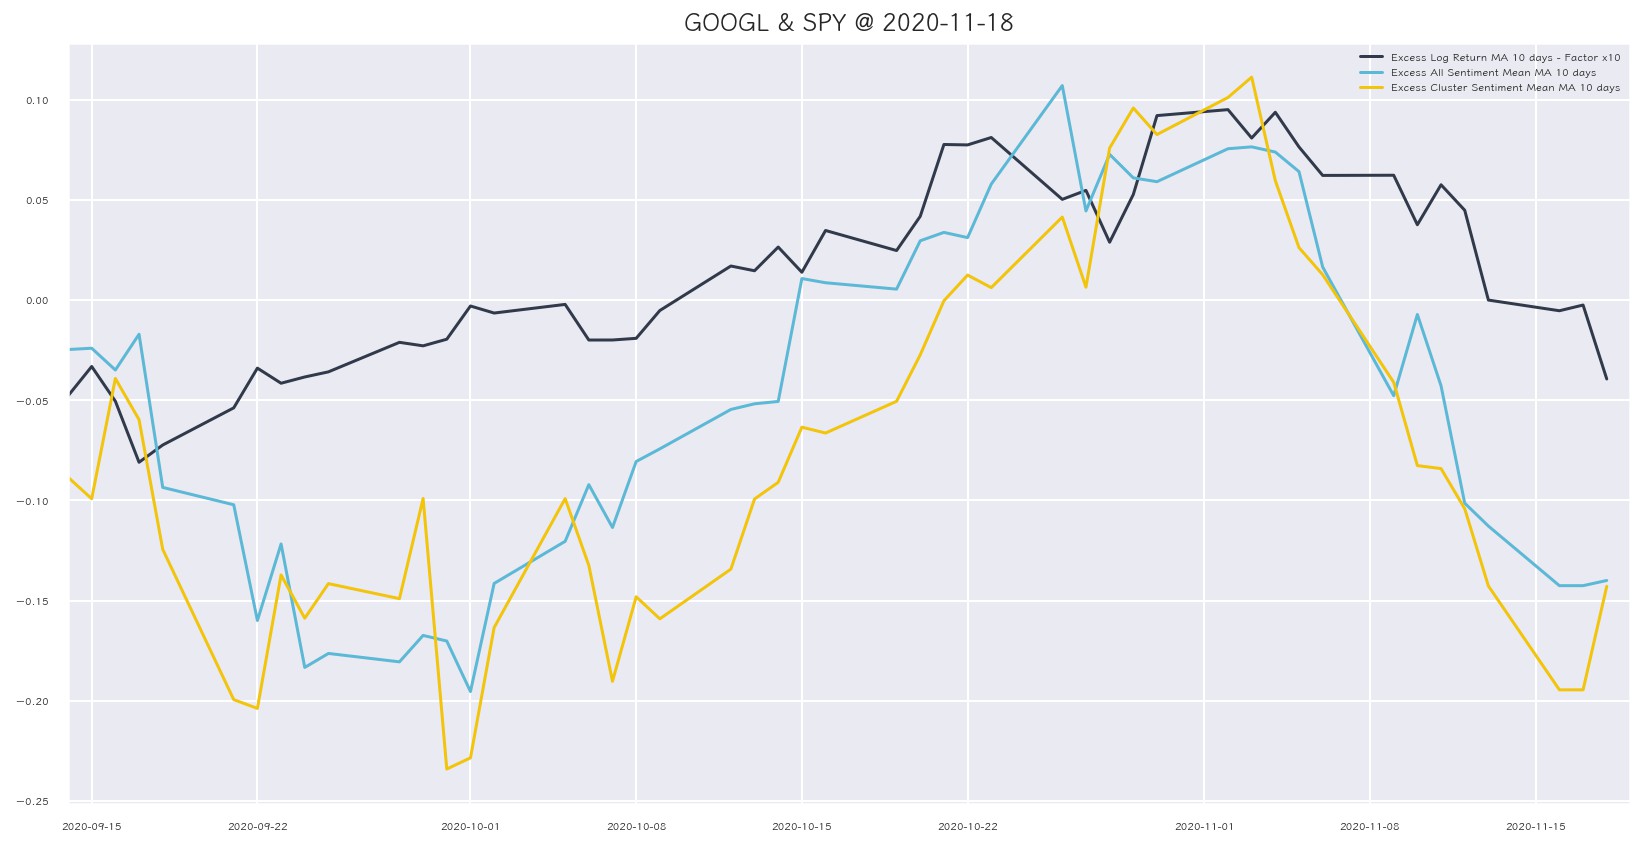 GOOGL & SPY @ 2020-11-18
Excess Log Return MA 10 days - Factor x10
Excess All Sentiment Mean MA 10 days
Excess Cluster Sentiment Mean MA 10 days
0.10
0.05
0.00
−0.05
−0.10
−0.15
−0.20
−0.25
2020-09-15 2020-09-22 2020-10-01 2020-10-08 2020-10-15 2020-10-22 2020-11-01 2020-11-08 2020-11-15